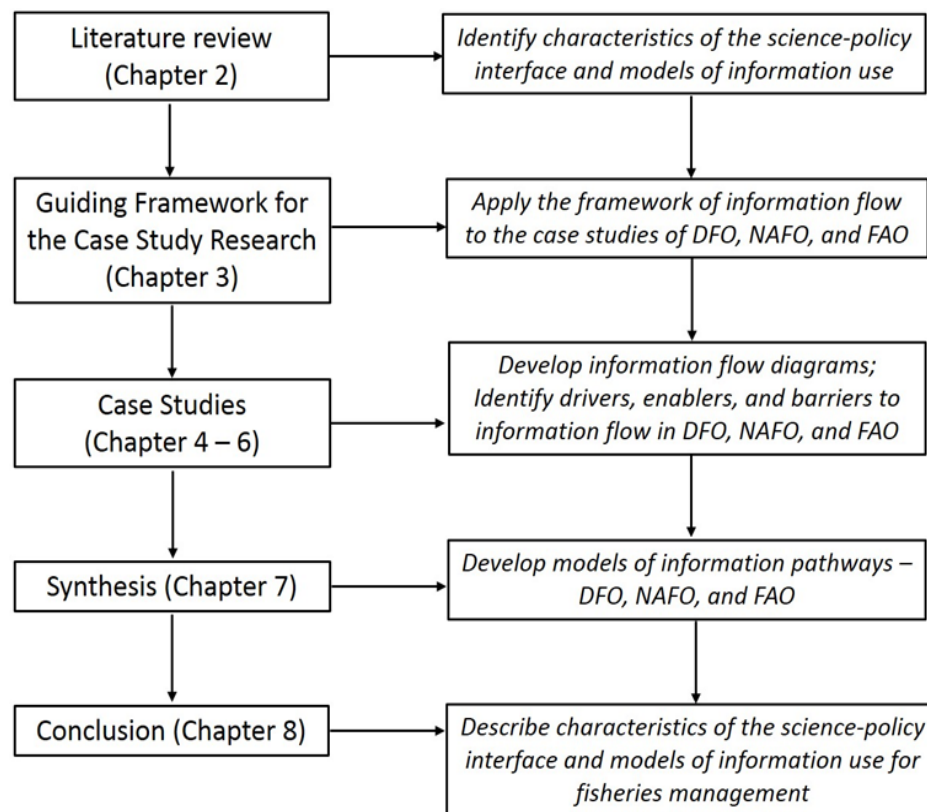 Literature review
(Chapter 2)
Identify characteristics of the science-policy
interface and models of information use
Guiding Framework for
the Case Study Research
(Chapter 3)
Apply the framework of information flow
to the case studies of DFO, NAFO, and FAO
Case Studies
(Chapter 4 – 6)
Develop information flow diagrams;
Identify drivers, enablers, and barriers to
information flow in DFO, NAFO, and FAO
Synthesis (Chapter 7)
Develop models of information pathways –
DFO, NAFO, and FAO
Conclusion (Chapter 8)
Describe characteristics of the science-policy
interface and models of information use for
fisheries management